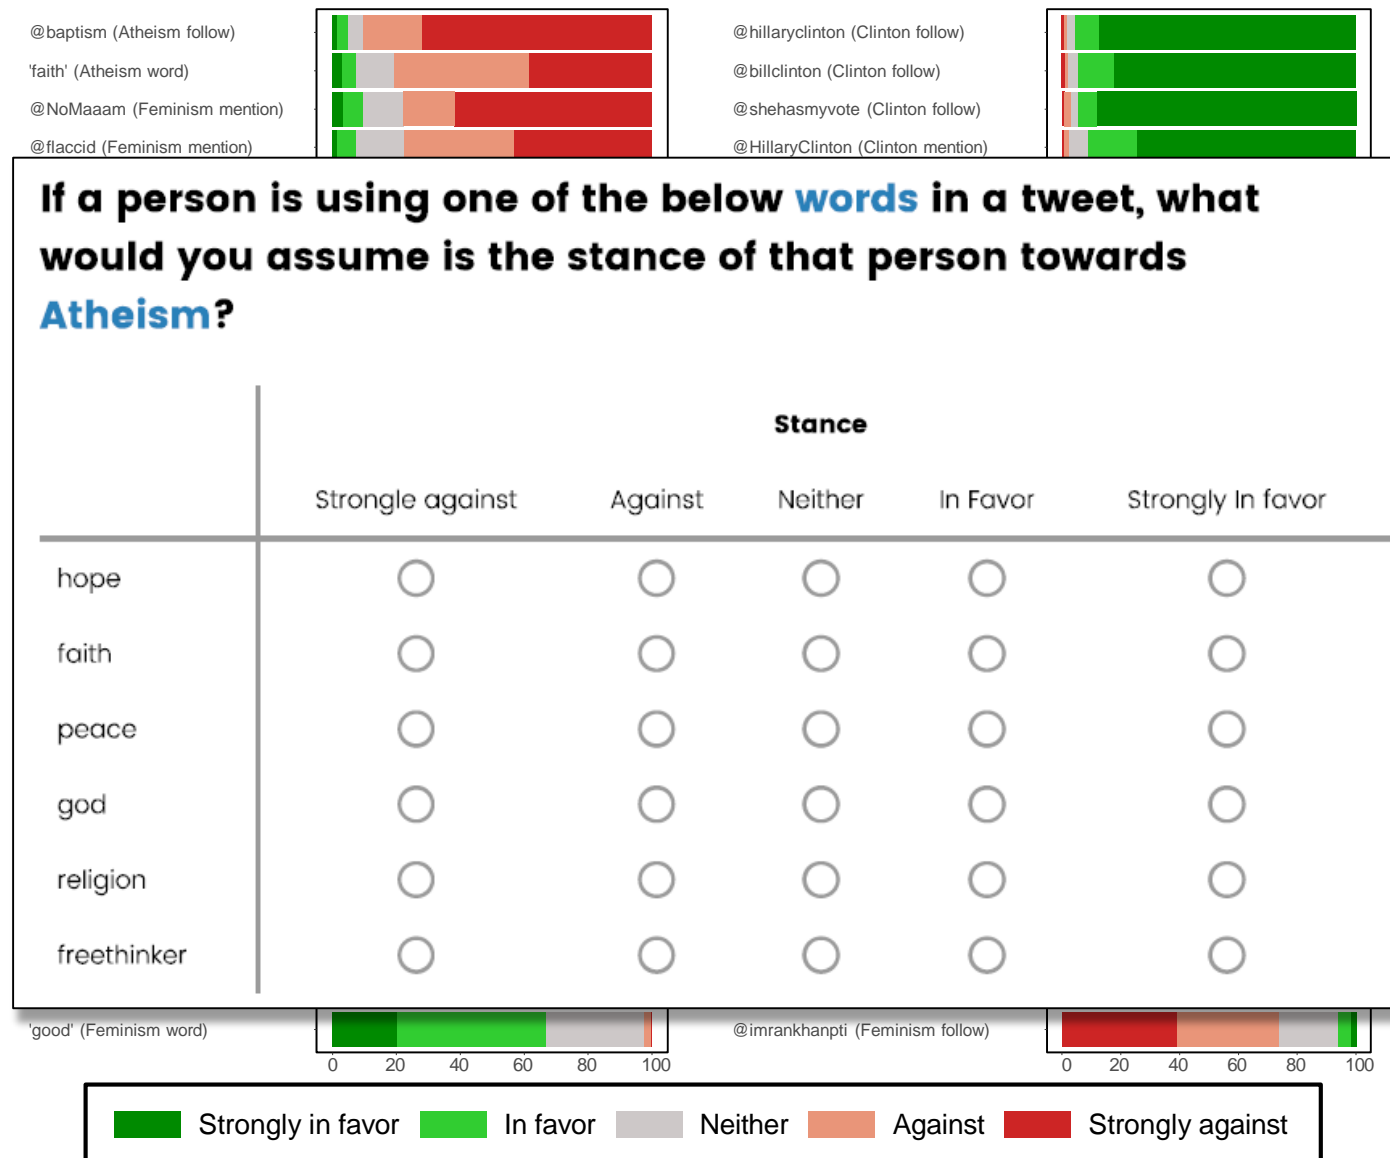 @baptism (Atheism follow)
@hillaryclinton (Clinton follow)
'faith' (Atheism word)
@billclinton (Clinton follow)
@NoMaaam (Feminism mention)
@shehasmyvote (Clinton follow)
@flaccid (Feminism mention)
@HillaryClinton (Clinton mention)
If a person is using one of the below words in a tweet, what
would you assume is the stance of that person towards
Atheism?
Stance
Strongle against Against Neither In Favor Strongly In favor
hope
faith
peace
god
religion
freethinker
'good' (Feminism word)
@imrankhanpti (Feminism follow)
0 20 40 60 80 100
0 20 40 60 80 100
Strongly in favor In favor Neither Against Strongly against